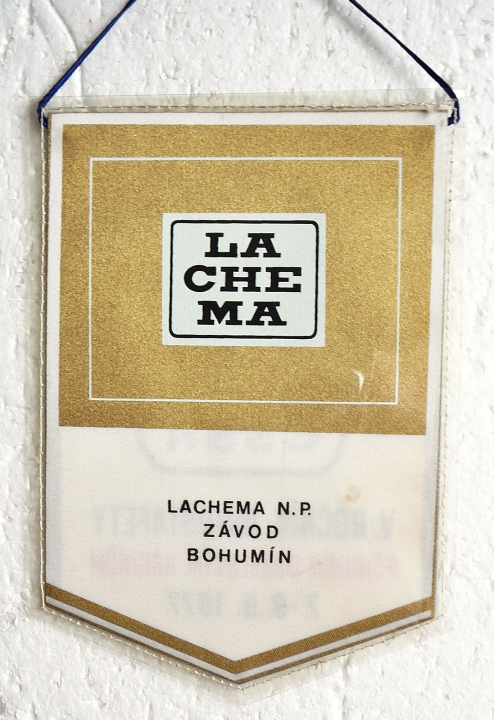 LA
CHE
MA
LACHEMA N.P.
ZÁVOD
BOHUMÍN